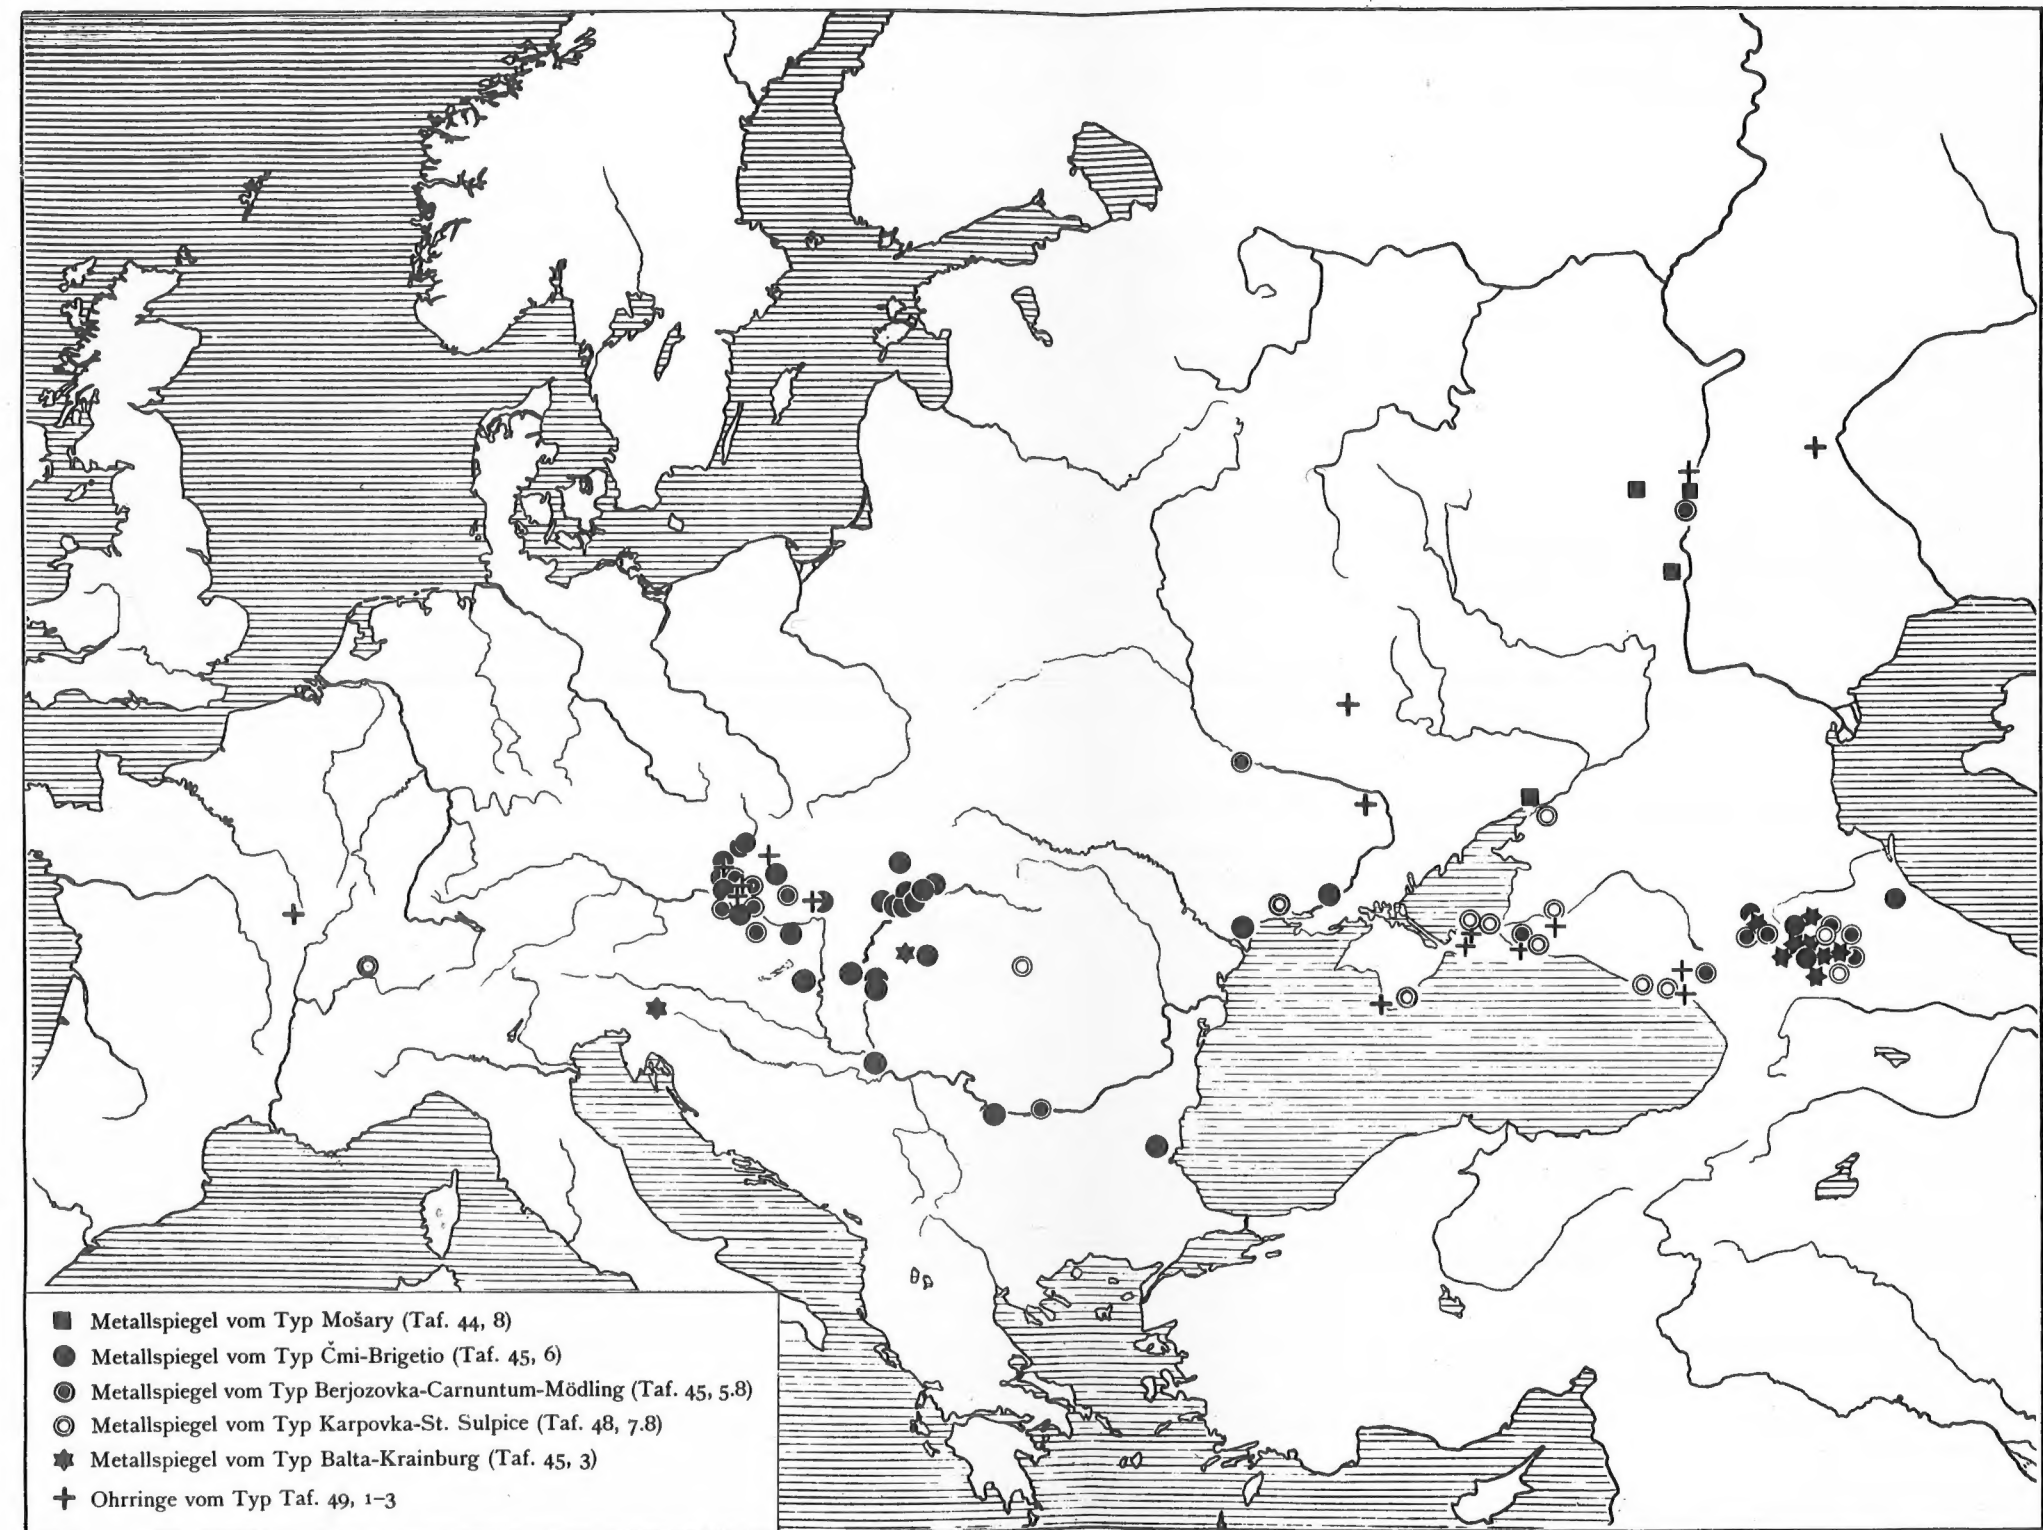 Metallspiegel vom Typ Mošary (Taf. 44, 8)
Metallspiegel vom Typ Čmi-Brigetio (Taf. 45, 6)
Metallspiegel vom Typ Berjozovka-Carnuntum-Mödling (Taf. 45, 5.8)
Metallspiegel vom Typ Karpovka-St. Sulpice (Taf. 48, 7.8)
Metallspiegel vom Typ Balta-Krainburg (Taf. 45, 3)
Ohrringe vom Typ Taf. 49, 1–3